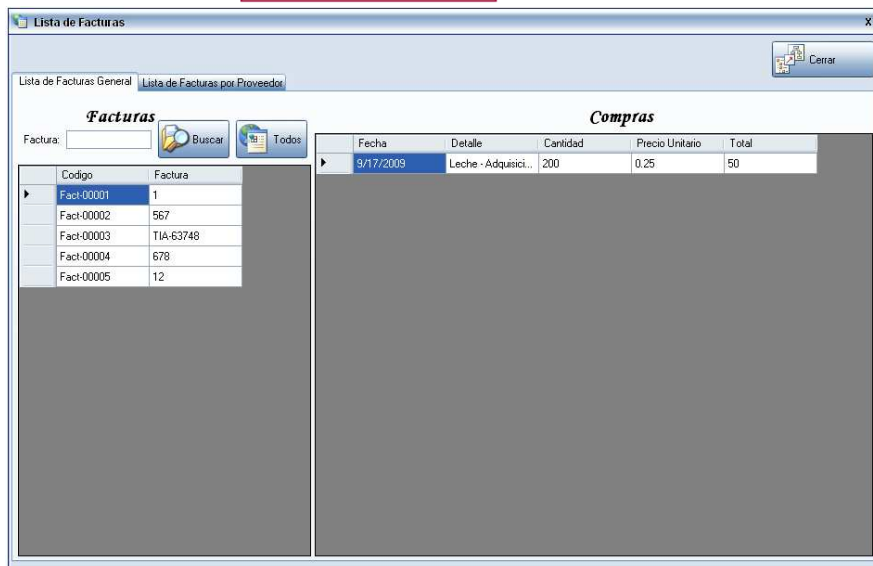 Lista de Facturas x
Cerrar
Lista de Facturas General Lista de Facturas por Proveedor
Facturas
Factura: Buscar Todos
Codigo Factura
Fact-00001 1
Fact-00002 567
Fact-00003 TIA-63748
Fact-00004 678
Fact-00005 12
Compras
Fecha Detalle Cantidad Precio Unitario Total
9/17/2009 Leche - Adquisici... 200 0.25 50